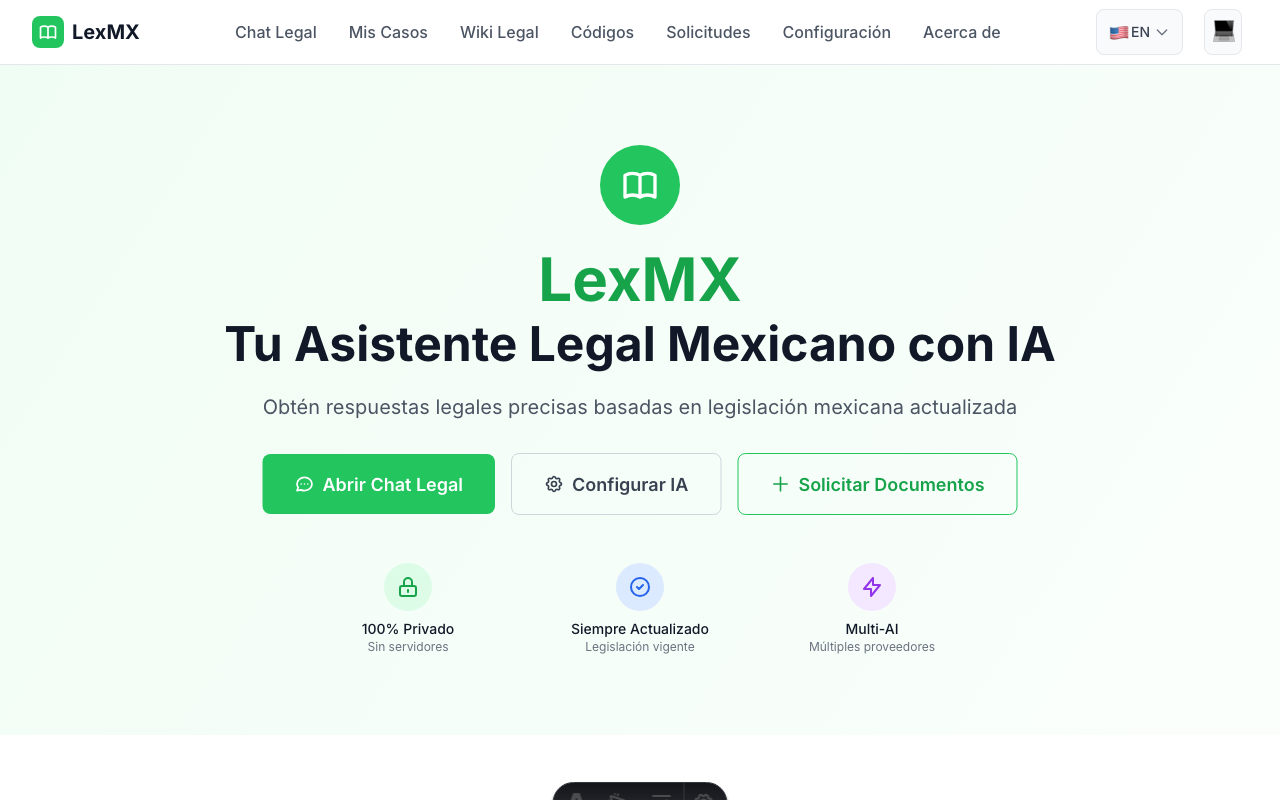 LexMX
Chat Legal
Mis Casos
Wiki Legal
Códigos
Solicitudes
Configuración
Acerca de
EN
LexMX
Tu Asistente Legal Mexicano con IA
Obtén respuestas legales precisas basadas en legislación mexicana actualizada
Abrir Chat Legal
Configurar IA
Solicitar Documentos
100% Privado
Sin servidores
Siempre Actualizado
Legislación vigente
Multi-AI
Múltiples proveedores